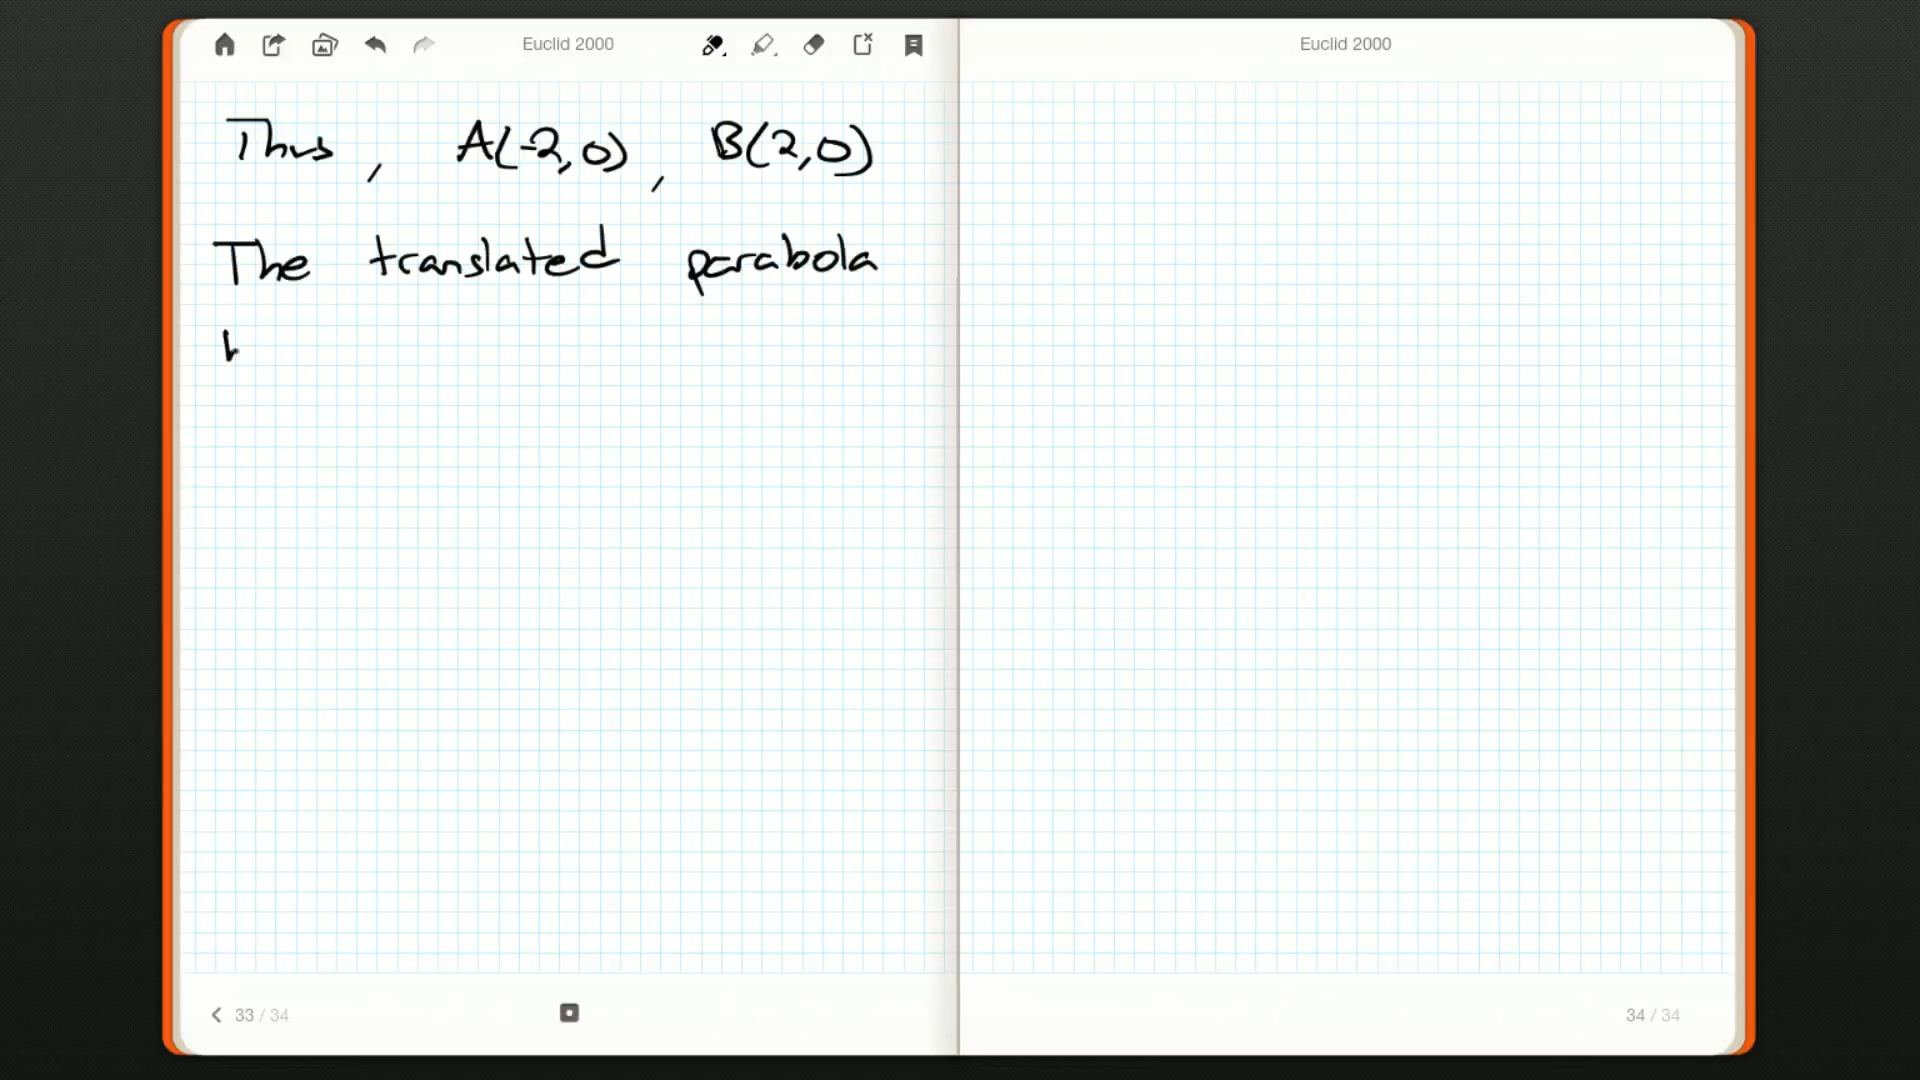 Euclid 2000
Thus, A(-2,0), B(2,0)
The translated parabola
33 / 34
Euclid 2000
34 / 34